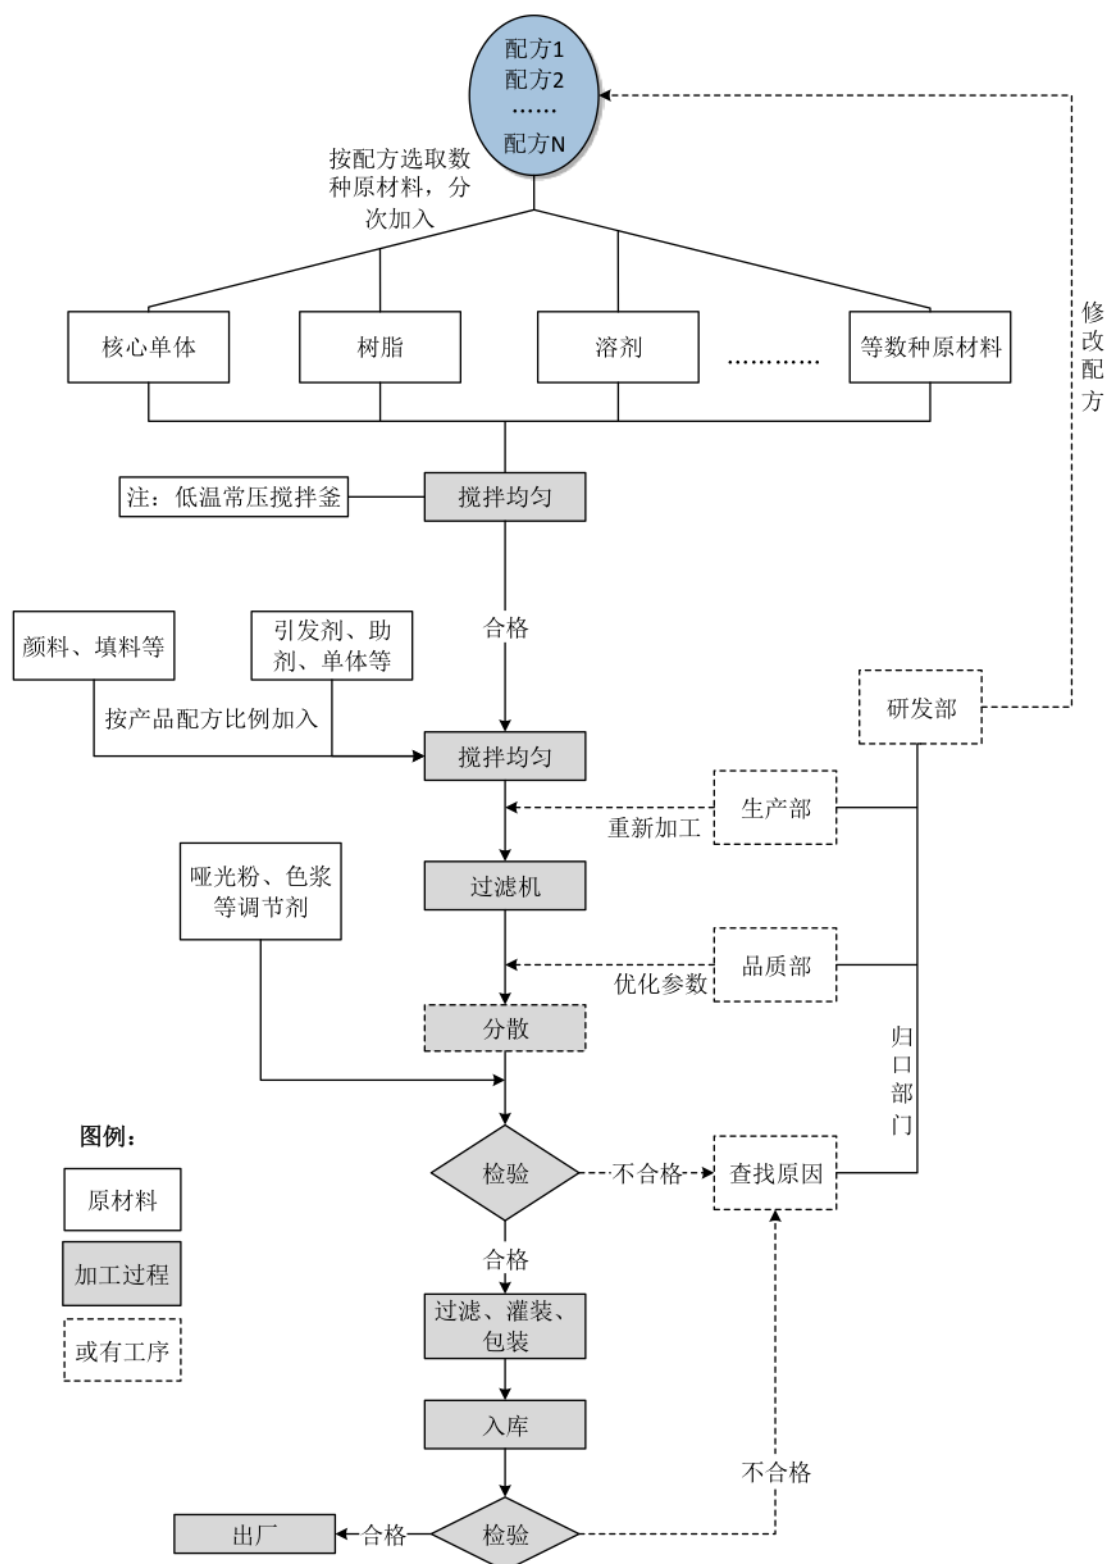 配方1
配方2
……
配方N
按配方选取数
种原材料，分
次加入
核心单体
树脂
溶剂
…………
等数种原材料
修
改
配
方
注：低温常压搅拌釜
搅拌均匀
合格
颜料、填料等
引发剂、助
剂、单体等
按产品配方比例加入
搅拌均匀
研发部
生产部
重新加工
哑光粉、色浆
等调节剂
过滤机
品质部
优化参数
分散
归
口
部
门
图例：
检验
不合格
查找原因
原材料
合格
加工过程
过滤、灌装、
包装
或有工序
入库
不合格
出厂
合格
检验